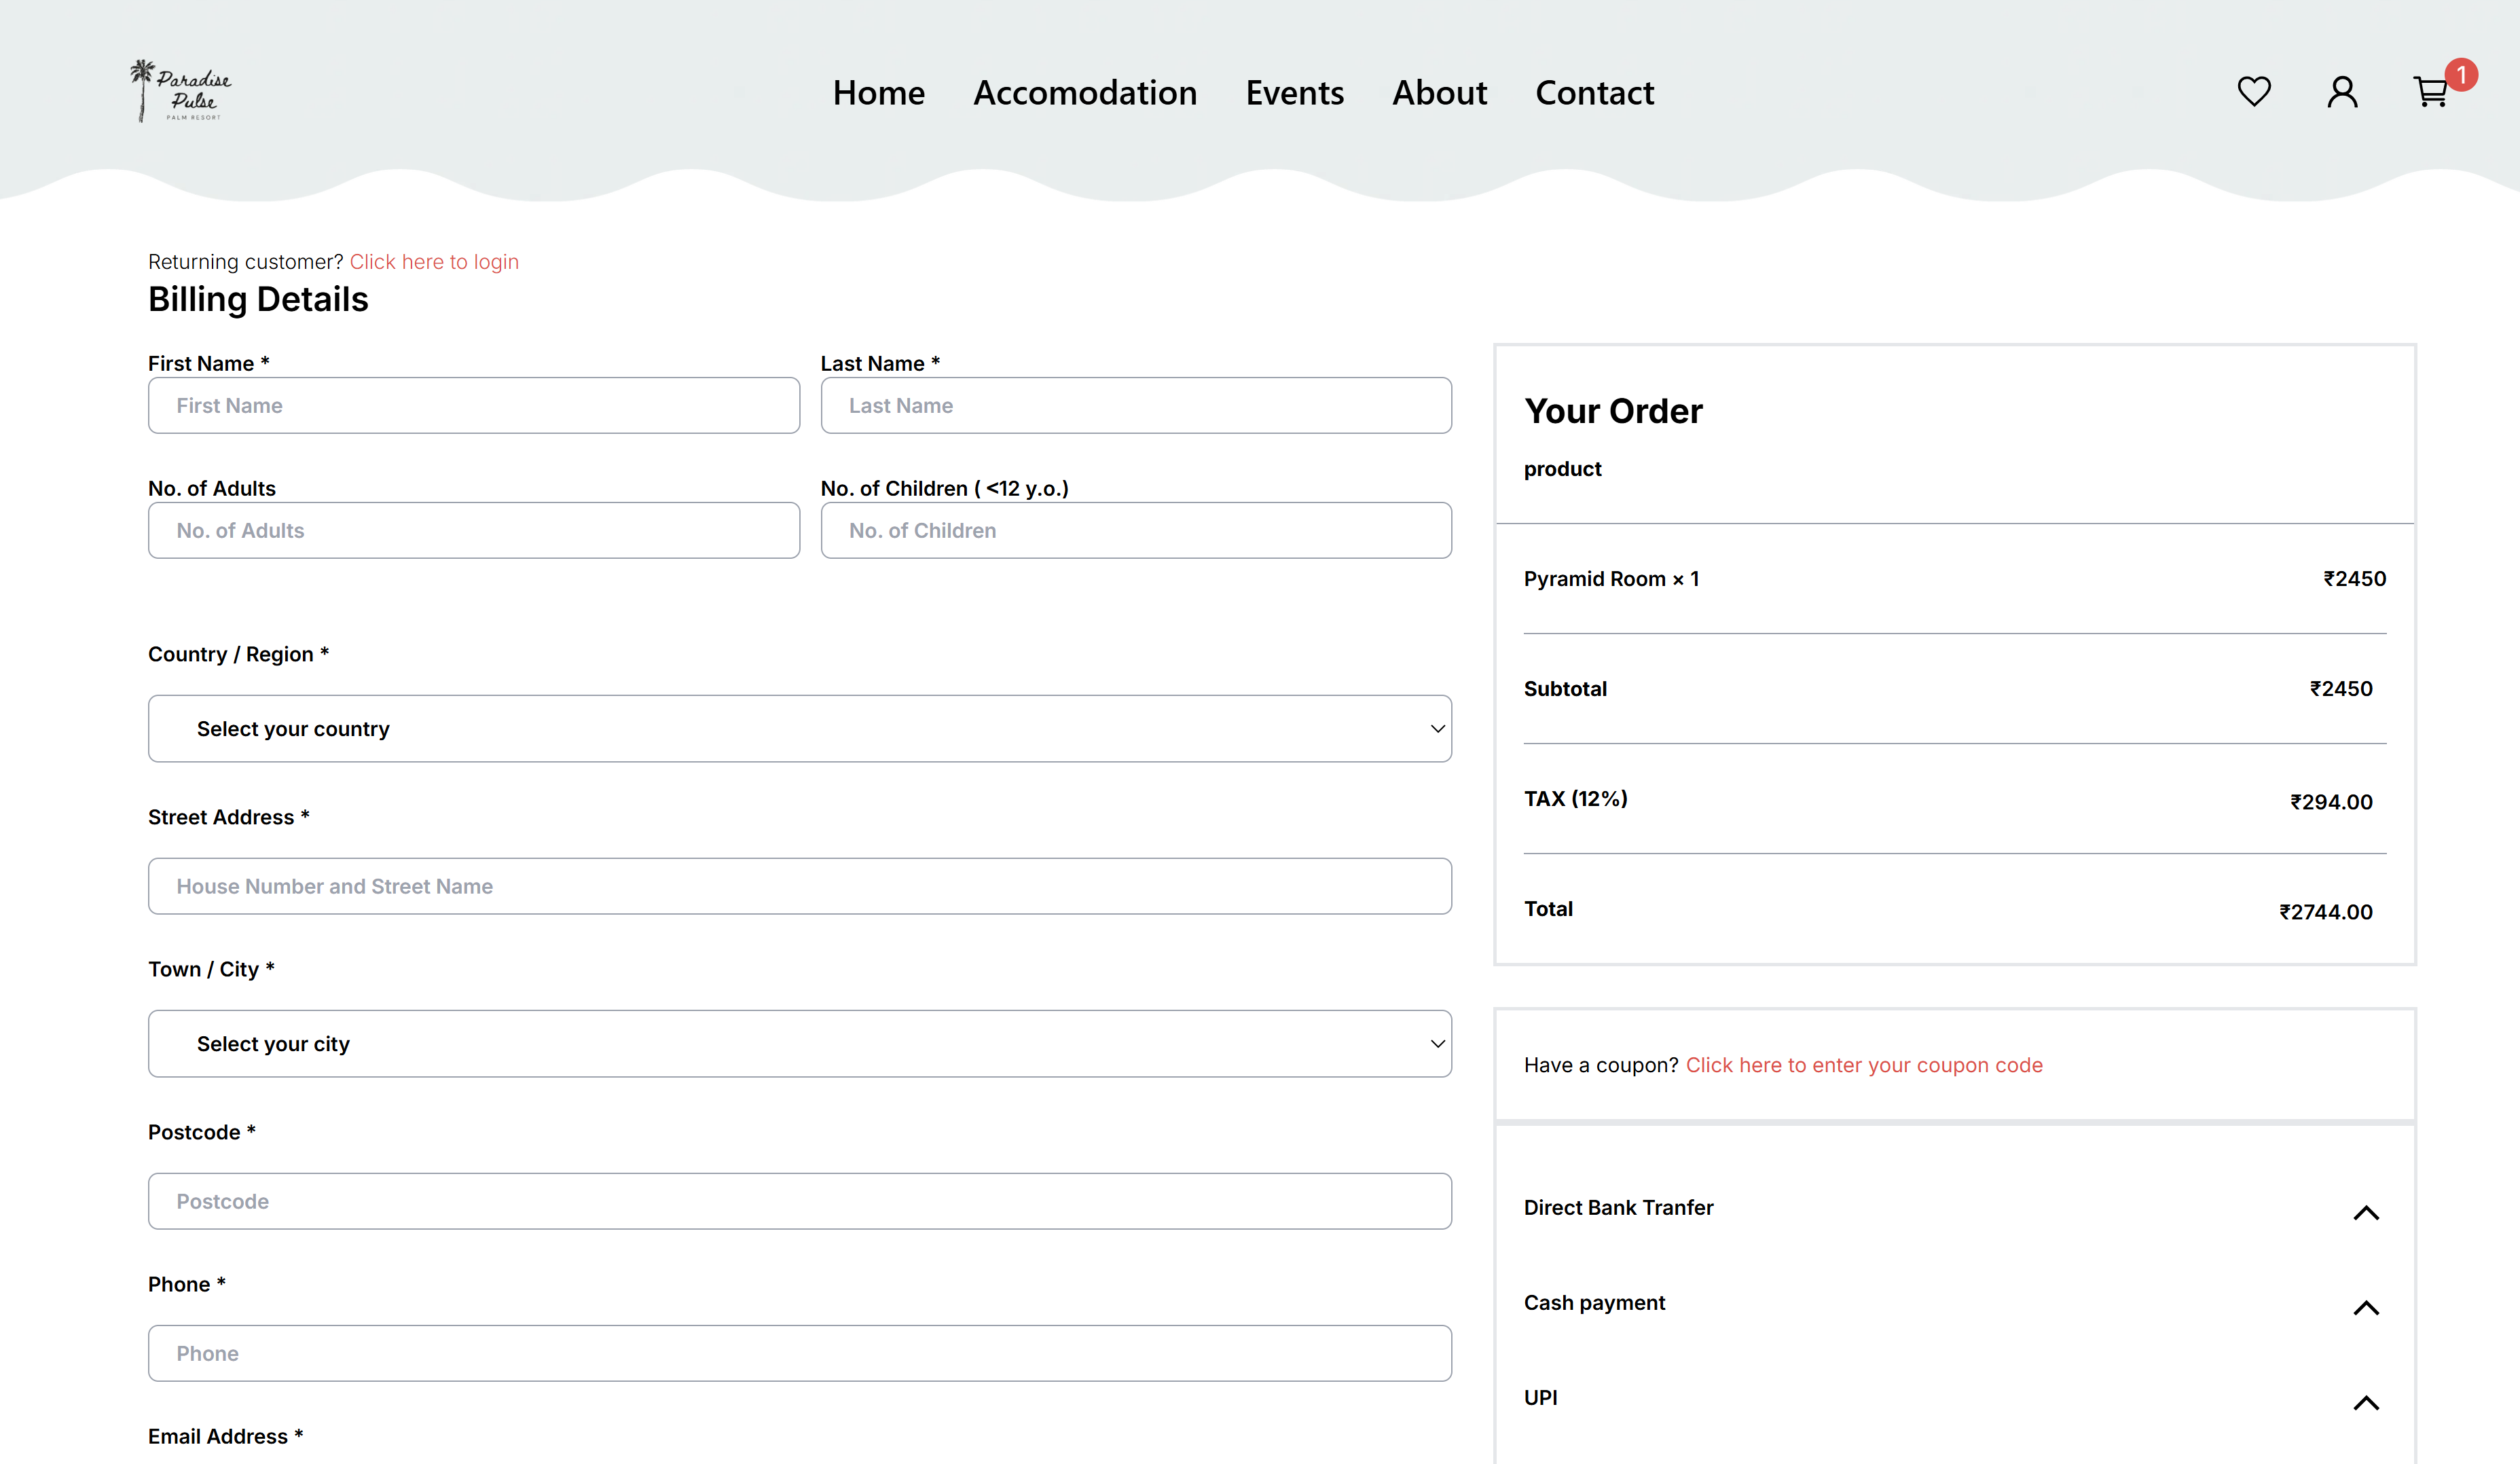 Paradise
Pulse
PALM RESORT
Home Accomodation Events About Contact
1
Returning customer? Click here to login
Billing Details
First Name * Last Name *
First Name Last Name
No. of Adults No. of Children ( <12 y.o.)
No. of Adults No. of Children
Country / Region *
Select your country
Street Address *
House Number and Street Name
Town / City *
Select your city
Postcode *
Postcode
Phone *
Phone
Email Address *
Your Order
product
Pyramid Room × 1 ₹2450
Subtotal ₹2450
TAX (12%) ₹294.00
Total ₹2744.00
Have a coupon? Click here to enter your coupon code
Direct Bank Tranfer
Cash payment
UPI